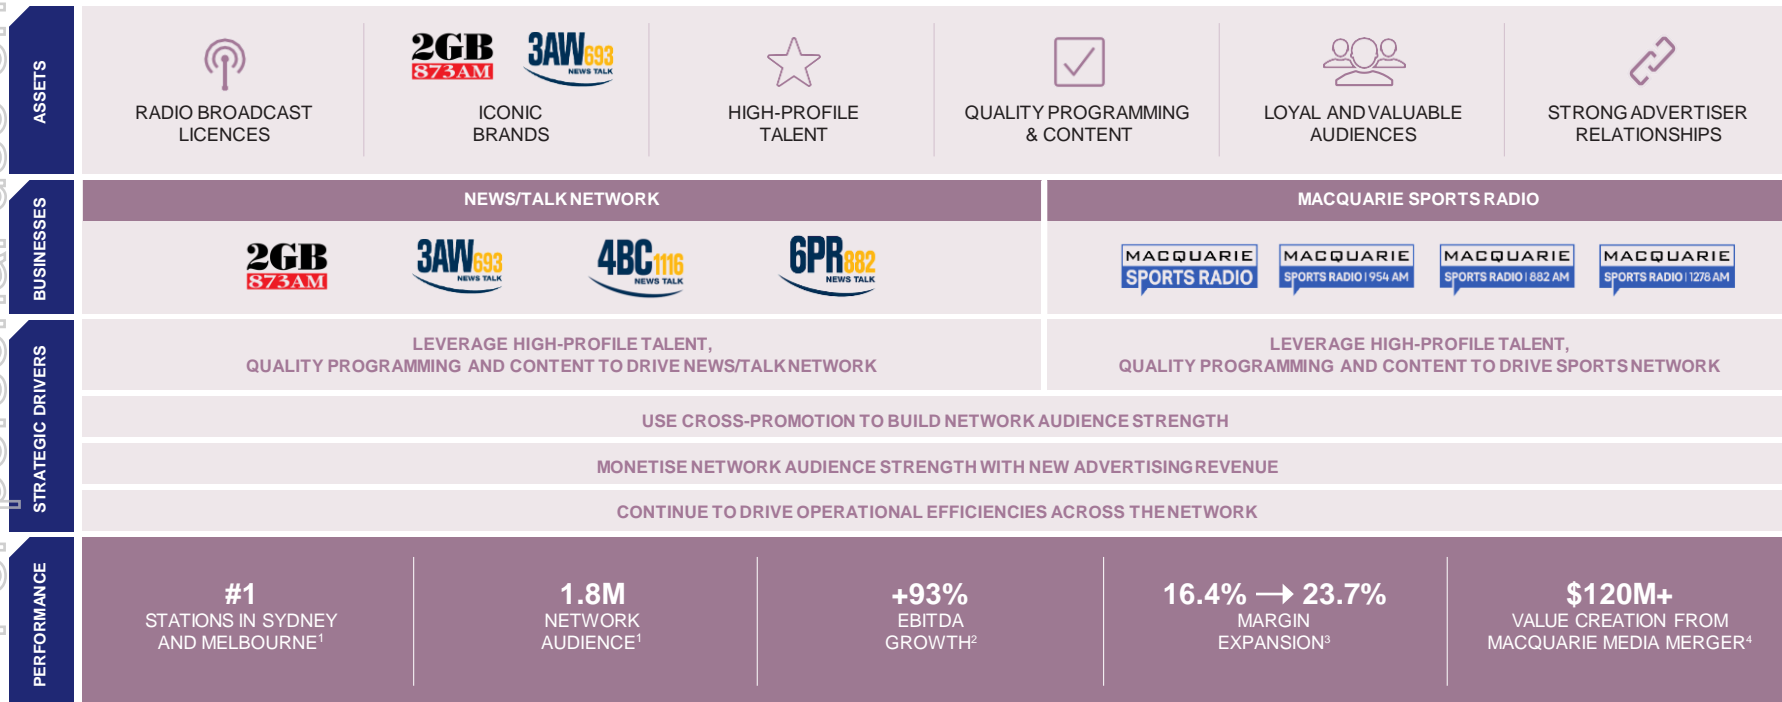 ASSETS
2GB
873AM
3AW693
NEWS TALK
RADIO BROADCAST
LICENCES
ICONIC
BRANDS
HIGH-PROFILE
TALENT
QUALITY PROGRAMMING
& CONTENT
LOYAL AND VALUABLE
AUDIENCES
STRONG ADVERTISER
RELATIONSHIPS
BUSINESSES
NEWS/TALK NETWORK
2GB
873AM
3AW693
NEWS TALK
4BC1116
NEWS TALK
6PR882
NEWS TALK
MACQUARIE SPORTS RADIO
MACQUARIE
SPORTS RADIO
MACQUARIE
SPORTS RADIO | 954 AM
MACQUARIE
SPORTS RADIO | 882 AM
MACQUARIE
SPORTS RADIO | 1278 AM
STRATEGIC DRIVERS
LEVERAGE HIGH-PROFILE TALENT,
QUALITY PROGRAMMING AND CONTENT TO DRIVE NEWS/TALK NETWORK
LEVERAGE HIGH-PROFILE TALENT,
QUALITY PROGRAMMING AND CONTENT TO DRIVE SPORTS NETWORK
USE CROSS-PROMOTION TO BUILD NETWORK AUDIENCE STRENGTH
MONETISE NETWORK AUDIENCE STRENGTH WITH NEW ADVERTISING REVENUE
CONTINUE TO DRIVE OPERATIONAL EFFICIENCIES ACROSS THE NETWORK
PERFORMANCE
#1
STATIONS IN SYDNEY
AND MELBOURNE¹
1.8M
NETWORK
AUDIENCE¹
+93%
EBITDA
GROWTH²
16.4% → 23.7%
MARGIN
EXPANSION³
$120M+
VALUE CREATION FROM
MACQUARIE MEDIA MERGER⁴